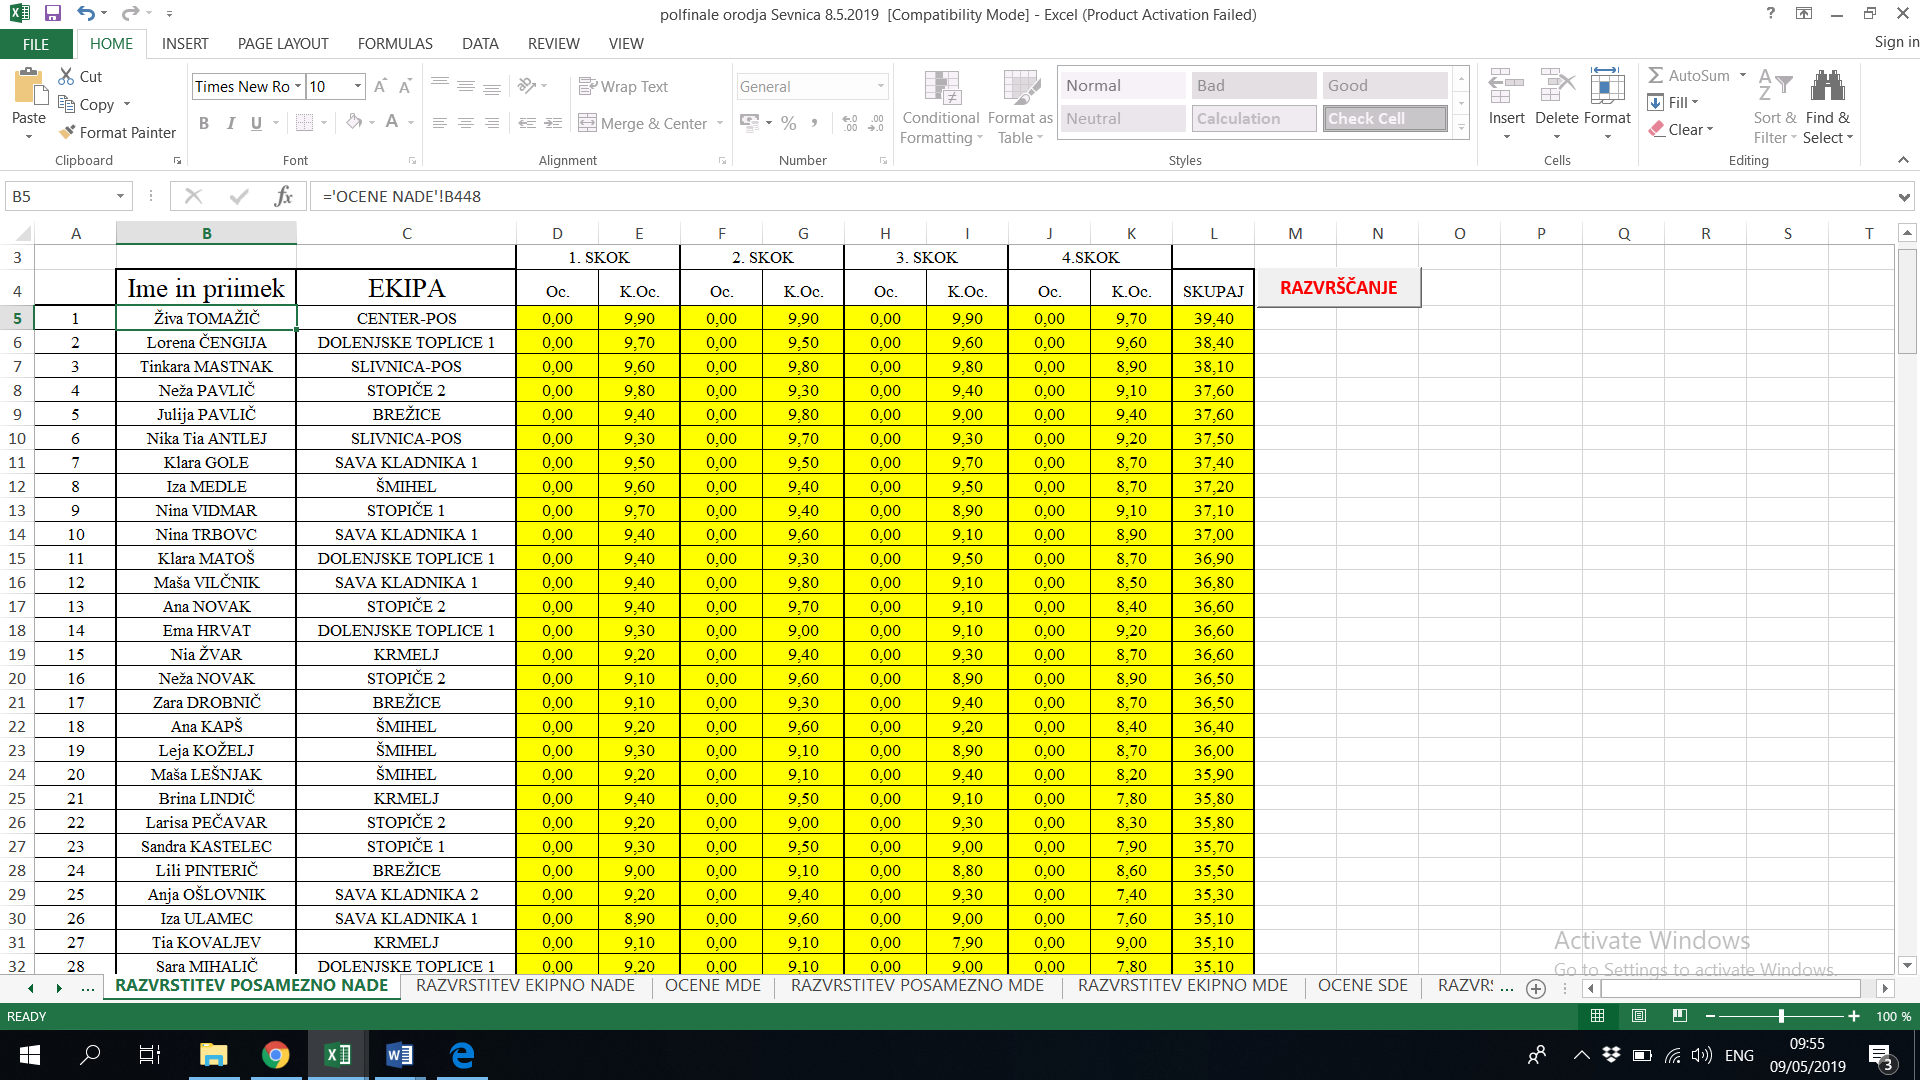 polfinale orodja Sevnica 8.5.2019 [Compatibility Mode] - Excel (Product Activation Failed)
FILE HOME INSERT PAGE LAYOUT FORMULAS DATA REVIEW VIEW Sign in
Paste Cut Copy Format Painter Clipboard
Times New Ro 10 B I U A Font
Wrap Text Merge & Center Alignment
General % Number
Conditional Formatting Format as Table
Normal Bad Good
Neutral Calculation Check Cell
Styles
Insert Delete Format Cells
AutoSum Fill Clear Sort & Filter Find & Select Editing
B5 fx ='OCENE NADE'!B448
A B C D E F G H I J K L M N O P Q R S T
3 1. SKOK 2. SKOK 3. SKOK 4.SKOK
4 Ime in priimek EKIPA Oc. K.Oc. Oc. K.Oc. Oc. K.Oc. Oc. K.Oc. SKUPAJ RAZVRŠČANJE
5 1 Živa TOMAŽIČ CENTER-POS 0,00 9,90 0,00 9,90 0,00 9,90 0,00 9,70 39,40
6 2 Lorena ČENGIJA DOLENJSKE TOPLICE 1 0,00 9,70 0,00 9,50 0,00 9,60 0,00 9,60 38,40
7 3 Tinkara MASTNAK SLIVNICA-POS 0,00 9,60 0,00 9,80 0,00 9,80 0,00 8,90 38,10
8 4 Neža PAVLIČ STOPIČE 2 0,00 9,80 0,00 9,30 0,00 9,40 0,00 9,10 37,60
9 5 Julija PAVLIČ BREŽICE 0,00 9,40 0,00 9,80 0,00 9,00 0,00 9,40 37,60
10 6 Nika Tia ANTLEJ SLIVNICA-POS 0,00 9,30 0,00 9,70 0,00 9,30 0,00 9,20 37,50
11 7 Klara GOLE SAVA KLADNIKA 1 0,00 9,50 0,00 9,50 0,00 9,70 0,00 8,70 37,40
12 8 Iza MEDLE ŠMIHEL 0,00 9,60 0,00 9,40 0,00 9,50 0,00 8,70 37,20
13 9 Nina VIDMAR STOPIČE 1 0,00 9,70 0,00 9,40 0,00 8,90 0,00 9,10 37,10
14 10 Nina TRBOVC SAVA KLADNIKA 1 0,00 9,40 0,00 9,60 0,00 9,10 0,00 8,90 37,00
15 11 Klara MATOŠ DOLENJSKE TOPLICE 1 0,00 9,40 0,00 9,30 0,00 9,50 0,00 8,70 36,90
16 12 Maša VILČNIK SAVA KLADNIKA 1 0,00 9,40 0,00 9,80 0,00 9,10 0,00 8,50 36,80
17 13 Ana NOVAK STOPIČE 2 0,00 9,40 0,00 9,70 0,00 9,10 0,00 8,40 36,60
18 14 Ema HRVAT DOLENJSKE TOPLICE 1 0,00 9,30 0,00 9,00 0,00 9,10 0,00 9,20 36,60
19 15 Nia ŽVAR KRMELJ 0,00 9,20 0,00 9,40 0,00 9,30 0,00 8,70 36,60
20 16 Neža NOVAK STOPIČE 2 0,00 9,10 0,00 9,60 0,00 8,90 0,00 8,90 36,50
21 17 Zara DROBNIČ BREŽICE 0,00 9,10 0,00 9,30 0,00 9,40 0,00 8,70 36,50
22 18 Ana KAPŠ ŠMIHEL 0,00 9,20 0,00 9,60 0,00 9,20 0,00 8,40 36,40
23 19 Leja KOŽELJ ŠMIHEL 0,00 9,30 0,00 9,10 0,00 8,90 0,00 8,70 36,00
24 20 Maša LEŠNJAK ŠMIHEL 0,00 9,20 0,00 9,10 0,00 9,40 0,00 8,20 35,90
25 21 Brina LINDIČ KRMELJ 0,00 9,40 0,00 9,50 0,00 9,10 0,00 7,80 35,80
26 22 Larisa PEČAVAR STOPIČE 2 0,00 9,20 0,00 9,00 0,00 9,30 0,00 8,30 35,80
27 23 Sandra KASTELEC STOPIČE 1 0,00 9,30 0,00 9,50 0,00 9,00 0,00 7,90 35,70
28 24 Lili PINTERIČ BREŽICE 0,00 9,00 0,00 9,10 0,00 8,80 0,00 8,60 35,50
29 25 Anja OŠLOVNIK SAVA KLADNIKA 2 0,00 9,20 0,00 9,40 0,00 9,30 0,00 7,40 35,30
30 26 Iza ULAMEC SAVA KLADNIKA 1 0,00 8,90 0,00 9,60 0,00 9,00 0,00 7,60 35,10
31 27 Tia KOVALJEV KRMELJ 0,00 9,10 0,00 9,10 0,00 7,90 0,00 9,00 35,10
32 28 Sara MIHALIČ DOLENJSKE TOPLICE 1 0,00 9,20 0,00 9,10 0,00 9,00 0,00 7,80 35,10
Activate Windows
Go to Settings to activate Windows.
... RAZVRSTITEV POSAMEZNO NADE RAZVRSTITEV EKIPNO NADE OCENE MDE RAZVRSTITEV POSAMEZNO MDE RAZVRSTITEV EKIPNO MDE OCENE SDE RAZVRS ...
READY 100 %
ENG 09:55
09/05/2019 3